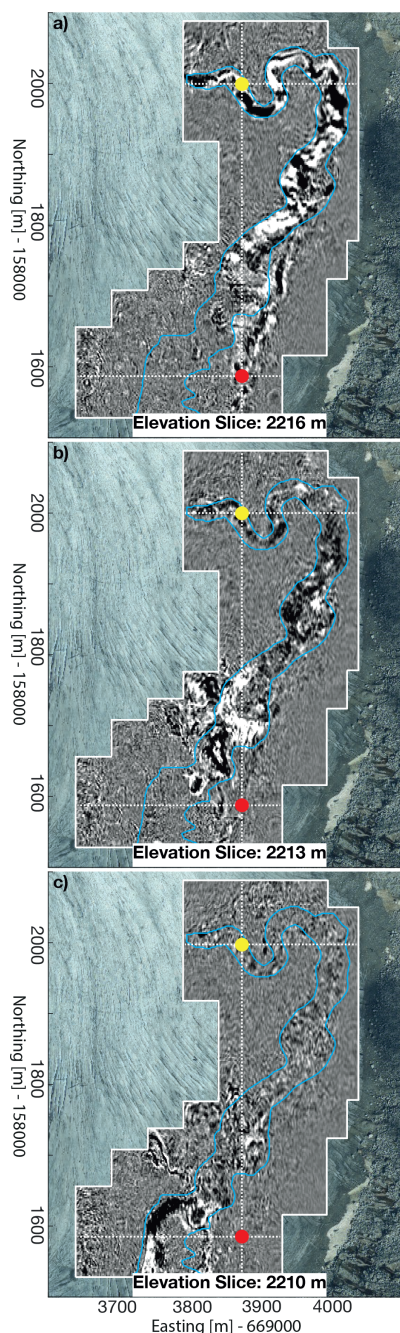 a)
2000
1800
1600
Northing [m] - 158000
Elevation Slice: 2216 m
b)
2000
1800
1600
Northing [m] - 158000
Elevation Slice: 2213 m
c)
2000
1800
1600
Northing [m] - 158000
Elevation Slice: 2210 m
3700 3800 3900 4000
Easting [m] - 669000